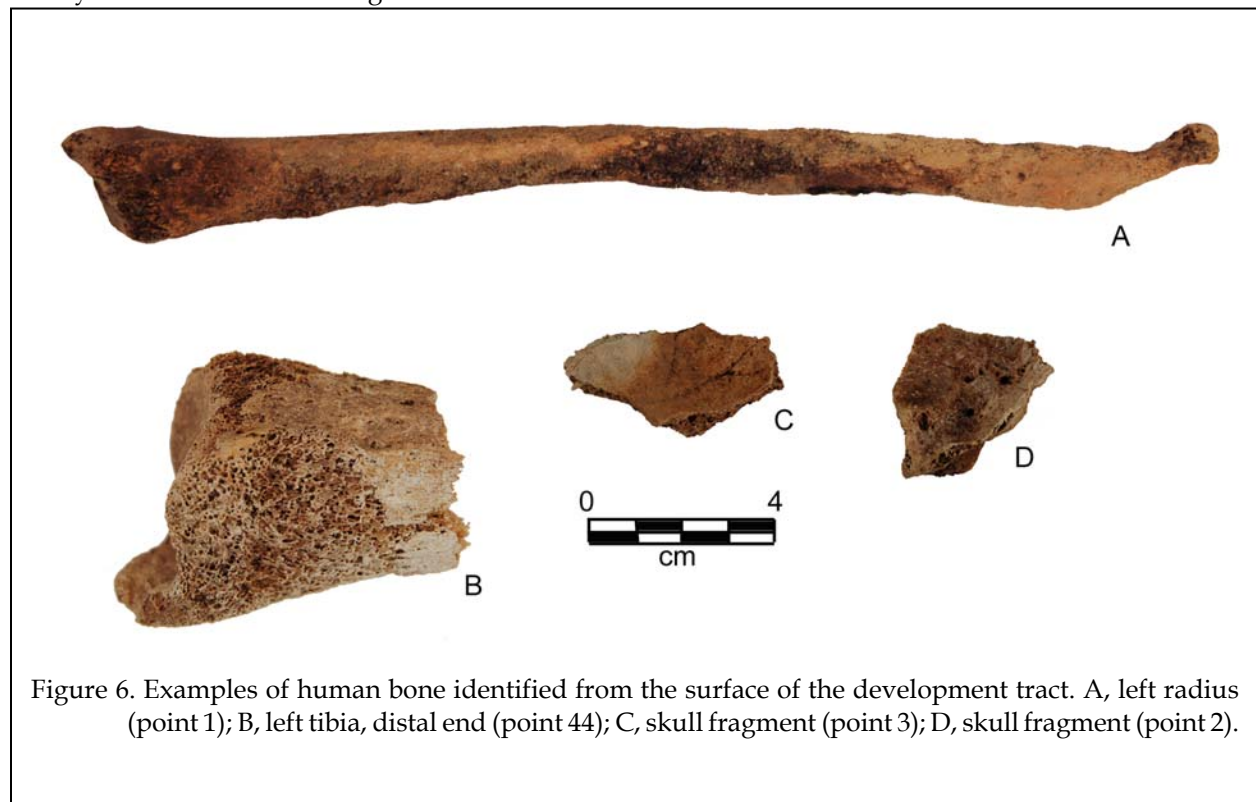 A
B
C
D
0 4
cm
Figure 6. Examples of human bone identified from the surface of the development tract. A, left radius
(point 1); B, left tibia, distal end (point 44); C, skull fragment (point 3); D, skull fragment (point 2).